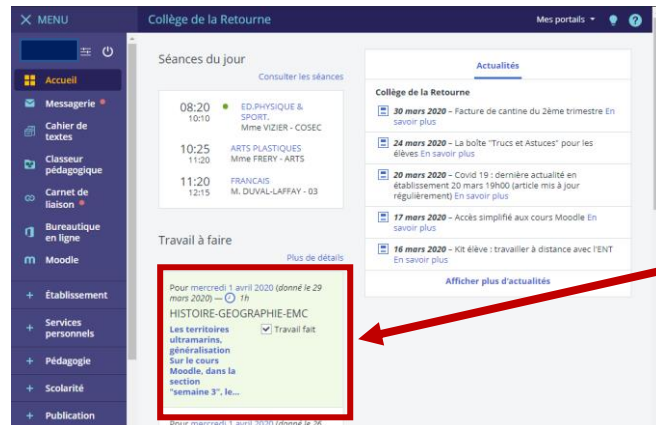 MENU
Collège de la Retourne
Mes portails
Accueil
Messagerie
Cahier de
textes
Classeur
pédagogique
Carnet de
liaison
Bureautique
en ligne
m Moodle
+ Établissement
+ Services
personnels
+ Pédagogie
+ Scolarité
+ Publication
Séances du jour
Consulter les séances
08:20 ED.PHYSIQUE &
10:10 SPORT.
Mme VIZIER - COSEC
10:25 ARTS PLASTIQUES
11:20 Mme FRERY - ARTS
11:20 FRANCAIS
12:15 M. DUVAL-LAFFAY - 03
Travail à faire
Plus de détails
Pour mercredi 1 avril 2020 (donné le 29
mars 2020) — 1h
HISTOIRE-GEOGRAPHIE-EMC
Les territoires
ultramarins,
généralisation
Sur le cours
Moodle, dans la
section
"semaine 3", le...
Travail fait
Pour mercredi 1 avril 2020 (donné le 26
Actualités
Collège de la Retourne
30 mars 2020 – Facture de cantine du 2ème trimestre En
savoir plus
24 mars 2020 – La boîte "Trucs et Astuces" pour les
élèves En savoir plus
20 mars 2020 – Covid 19 : dernière actualité en
établissement 20 mars 19h00 (article mis à jour
régulièrement) En savoir plus
17 mars 2020 – Accès simplifié aux cours Moodle En
savoir plus
16 mars 2020 – Kit élève : travailler à distance avec l'ENT
En savoir plus
Afficher plus d'actualités